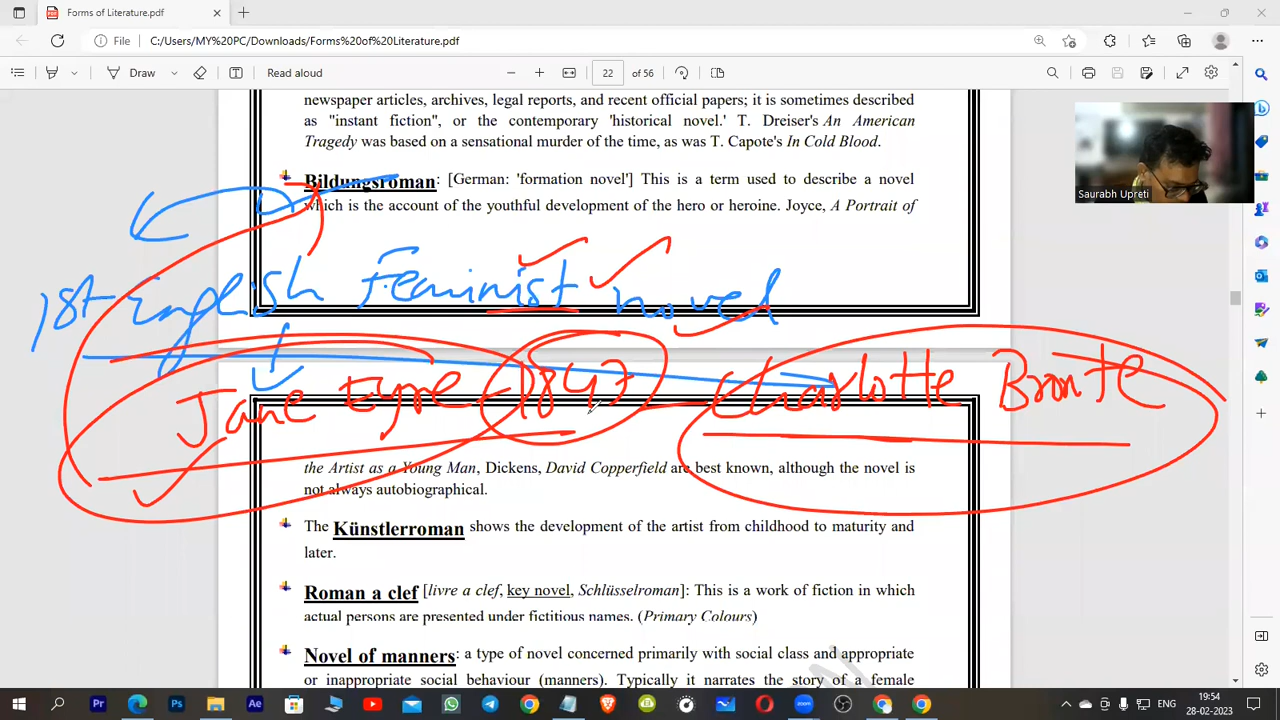 Forms of Literature.pdf
File C:/Users/MY%20PC/Downloads/Forms%20of%20Literature.pdf
Draw Read aloud 22 of 56
newspaper articles, archives, legal reports, and recent official papers; it is sometimes described
as "instant fiction", or the contemporary 'historical novel.' T. Dreiser's An American
Tragedy was based on a sensational murder of the time, as was T. Capote's In Cold Blood.
Bildungsroman: [German: 'formation novel'] This is a term used to describe a novel
which is the account of the youthful development of the hero or heroine. Joyce, A Portrait of
Saurabh Upreti
1st English Feminist novel
Jane Eyre 1847 Charlotte Bronte
the Artist as a Young Man, Dickens, David Copperfield are best known, although the novel is
not always autobiographical.
The Künstlerroman shows the development of the artist from childhood to maturity and
later.
Roman a clef [livre a clef, key novel, Schlüsselroman]: This is a work of fiction in which
actual persons are presented under fictitious names. (Primary Colours)
Novel of manners: a type of novel concerned primarily with social class and appropriate
or inappropriate social behaviour (manners). Typically it narrates the story of a female
Pr Ps Ae zoom ENG 19:54
28-02-2023